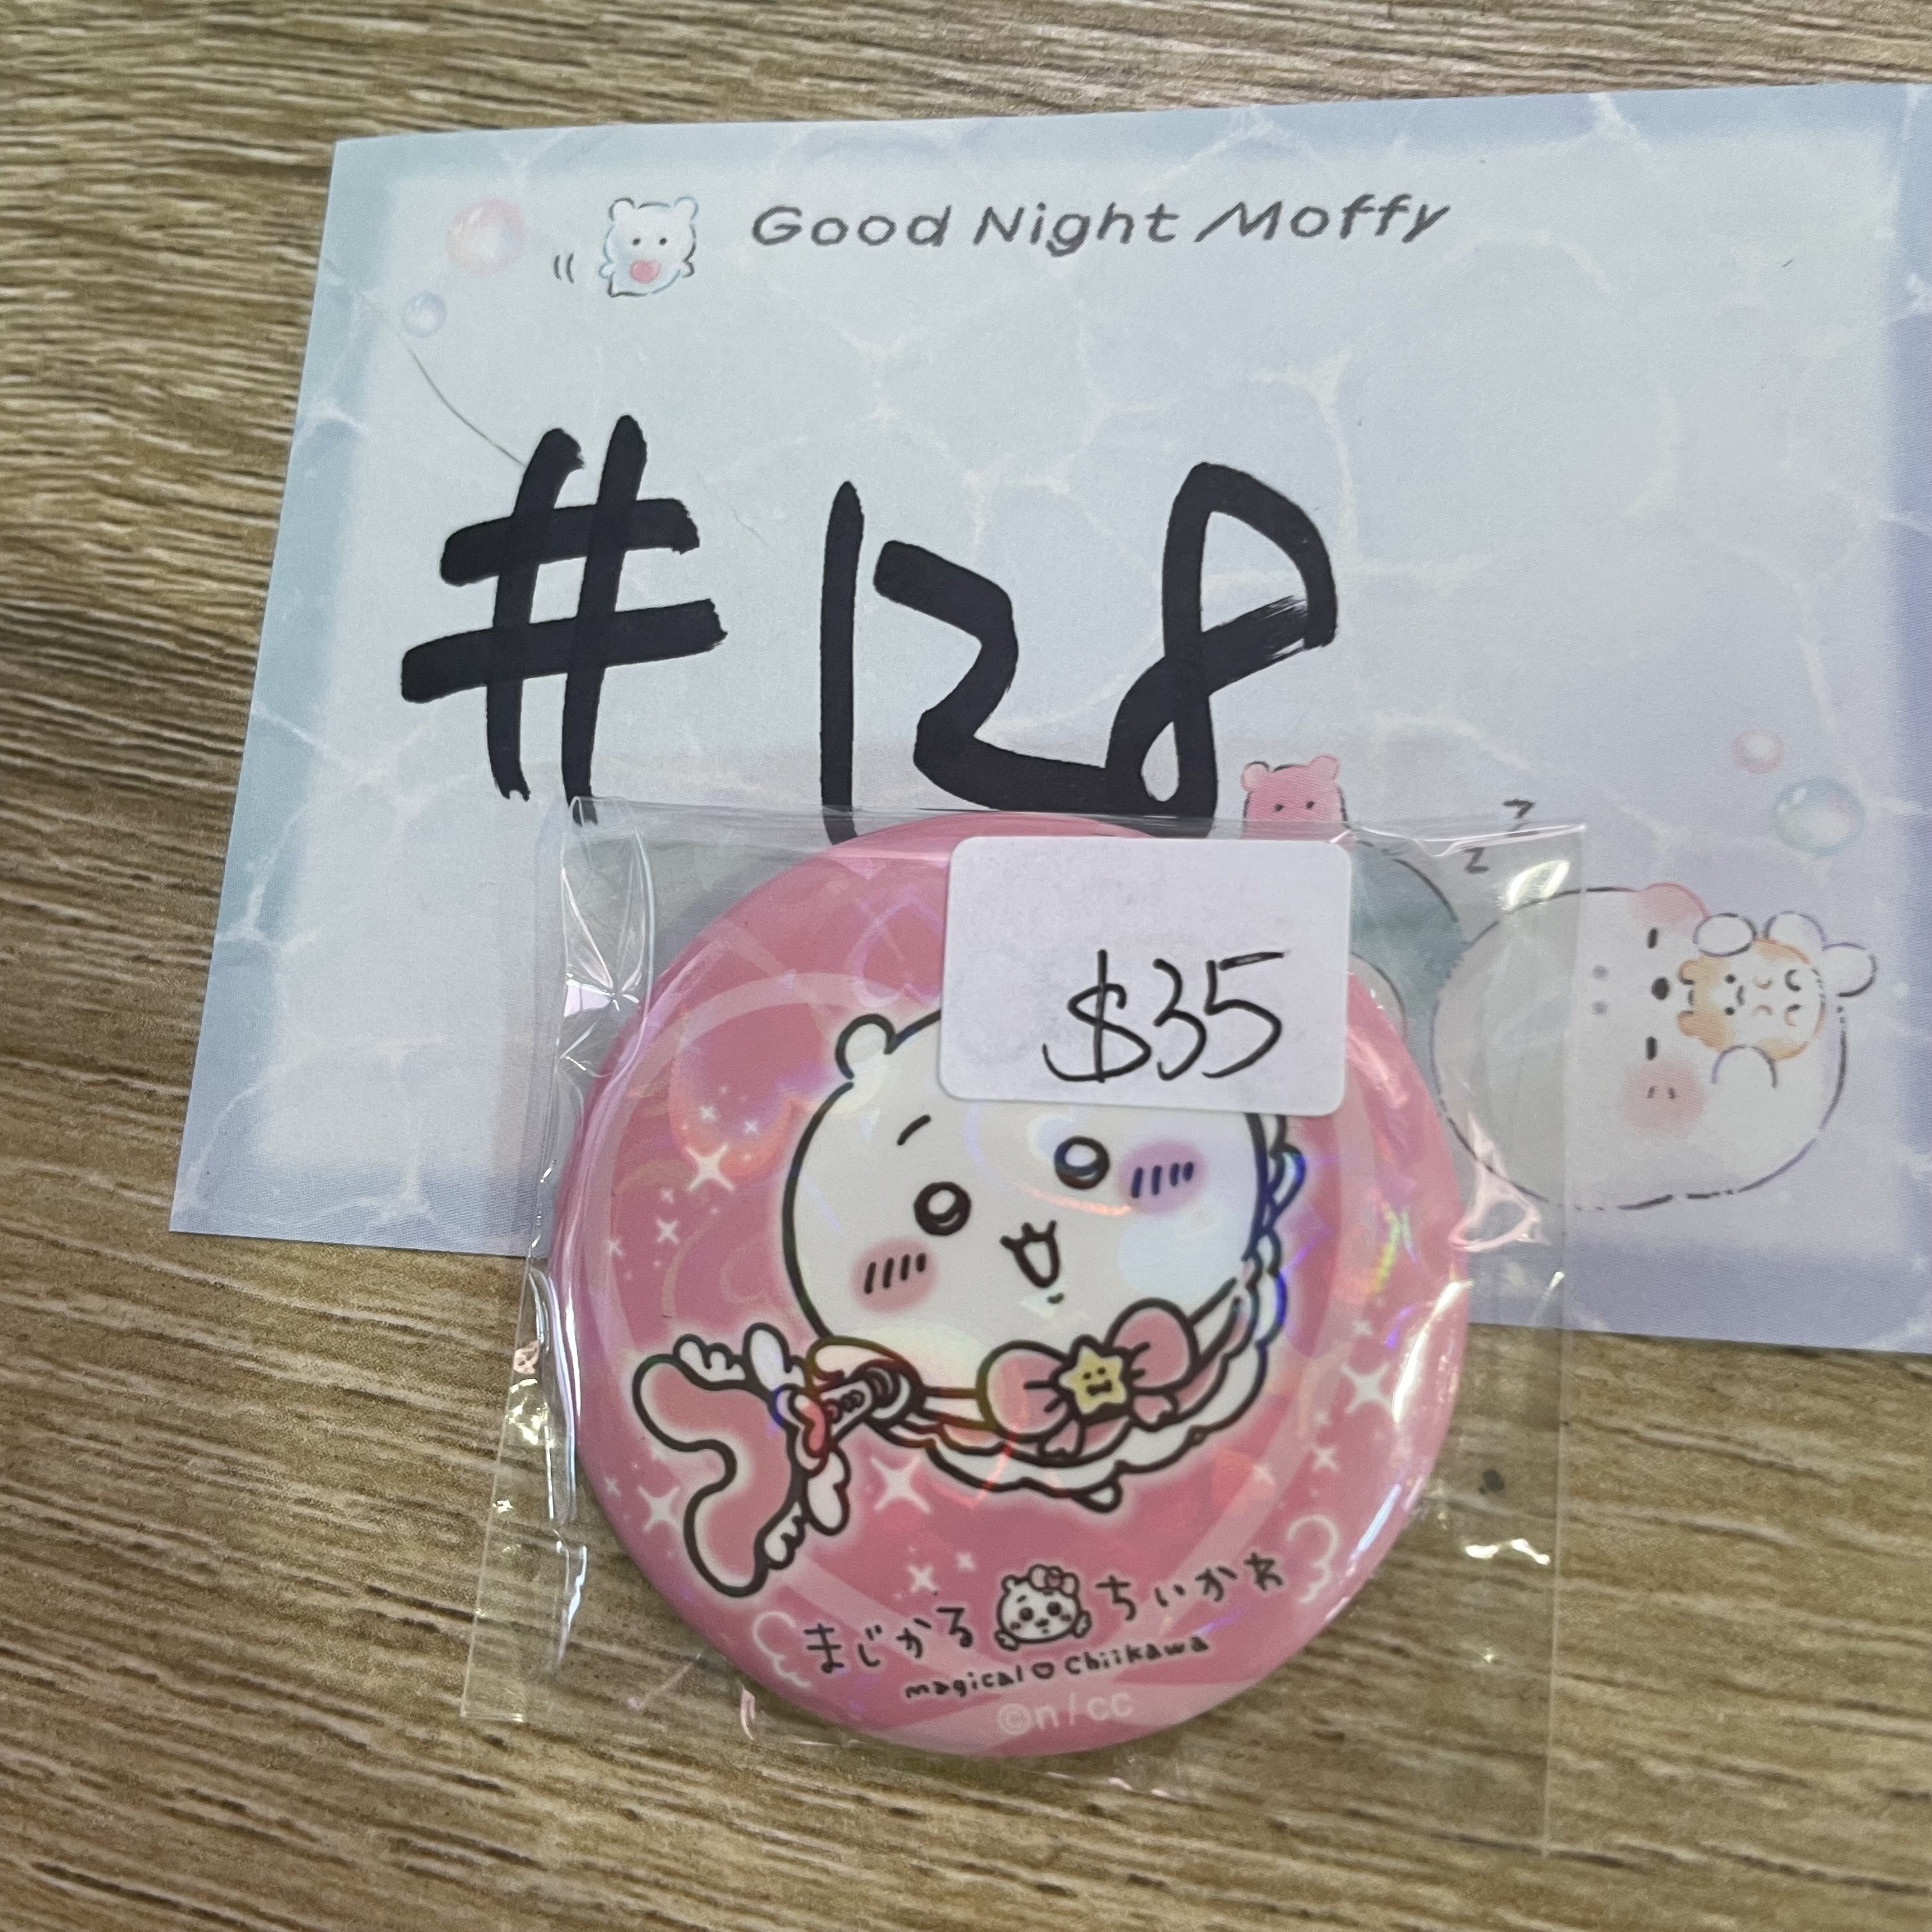 Good Night Moffy
#128
z
z
$35
まじかる ちいかわ
magical♡Chiikawa
©n/cc